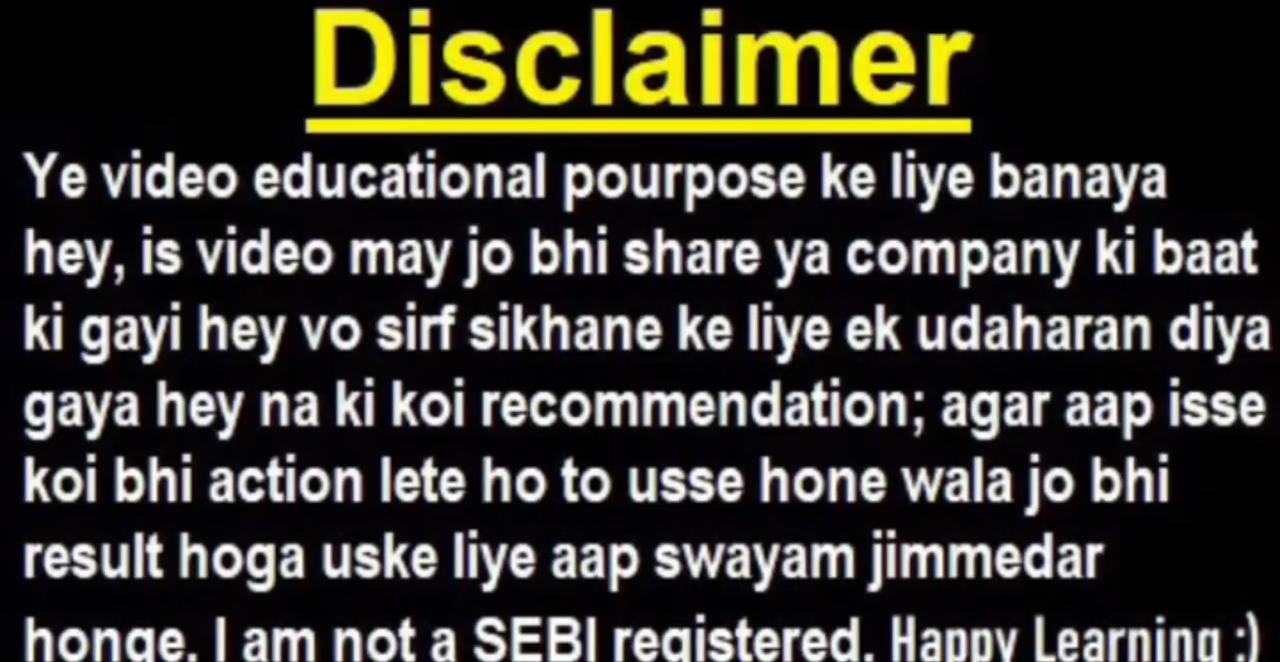 Disclaimer
Ye video educational pourpose ke liye banaya
hey, is video may jo bhi share ya company ki baat
ki gayi hey vo sirf sikhane ke liye ek udaharan diya
gaya hey na ki koi recommendation; agar aap isse
koi bhi action lete ho to usse hone wala jo bhi
result hoga uske liye aap swayam jimmedar
honge. I am not a SEBI registered. Happy Learning :)